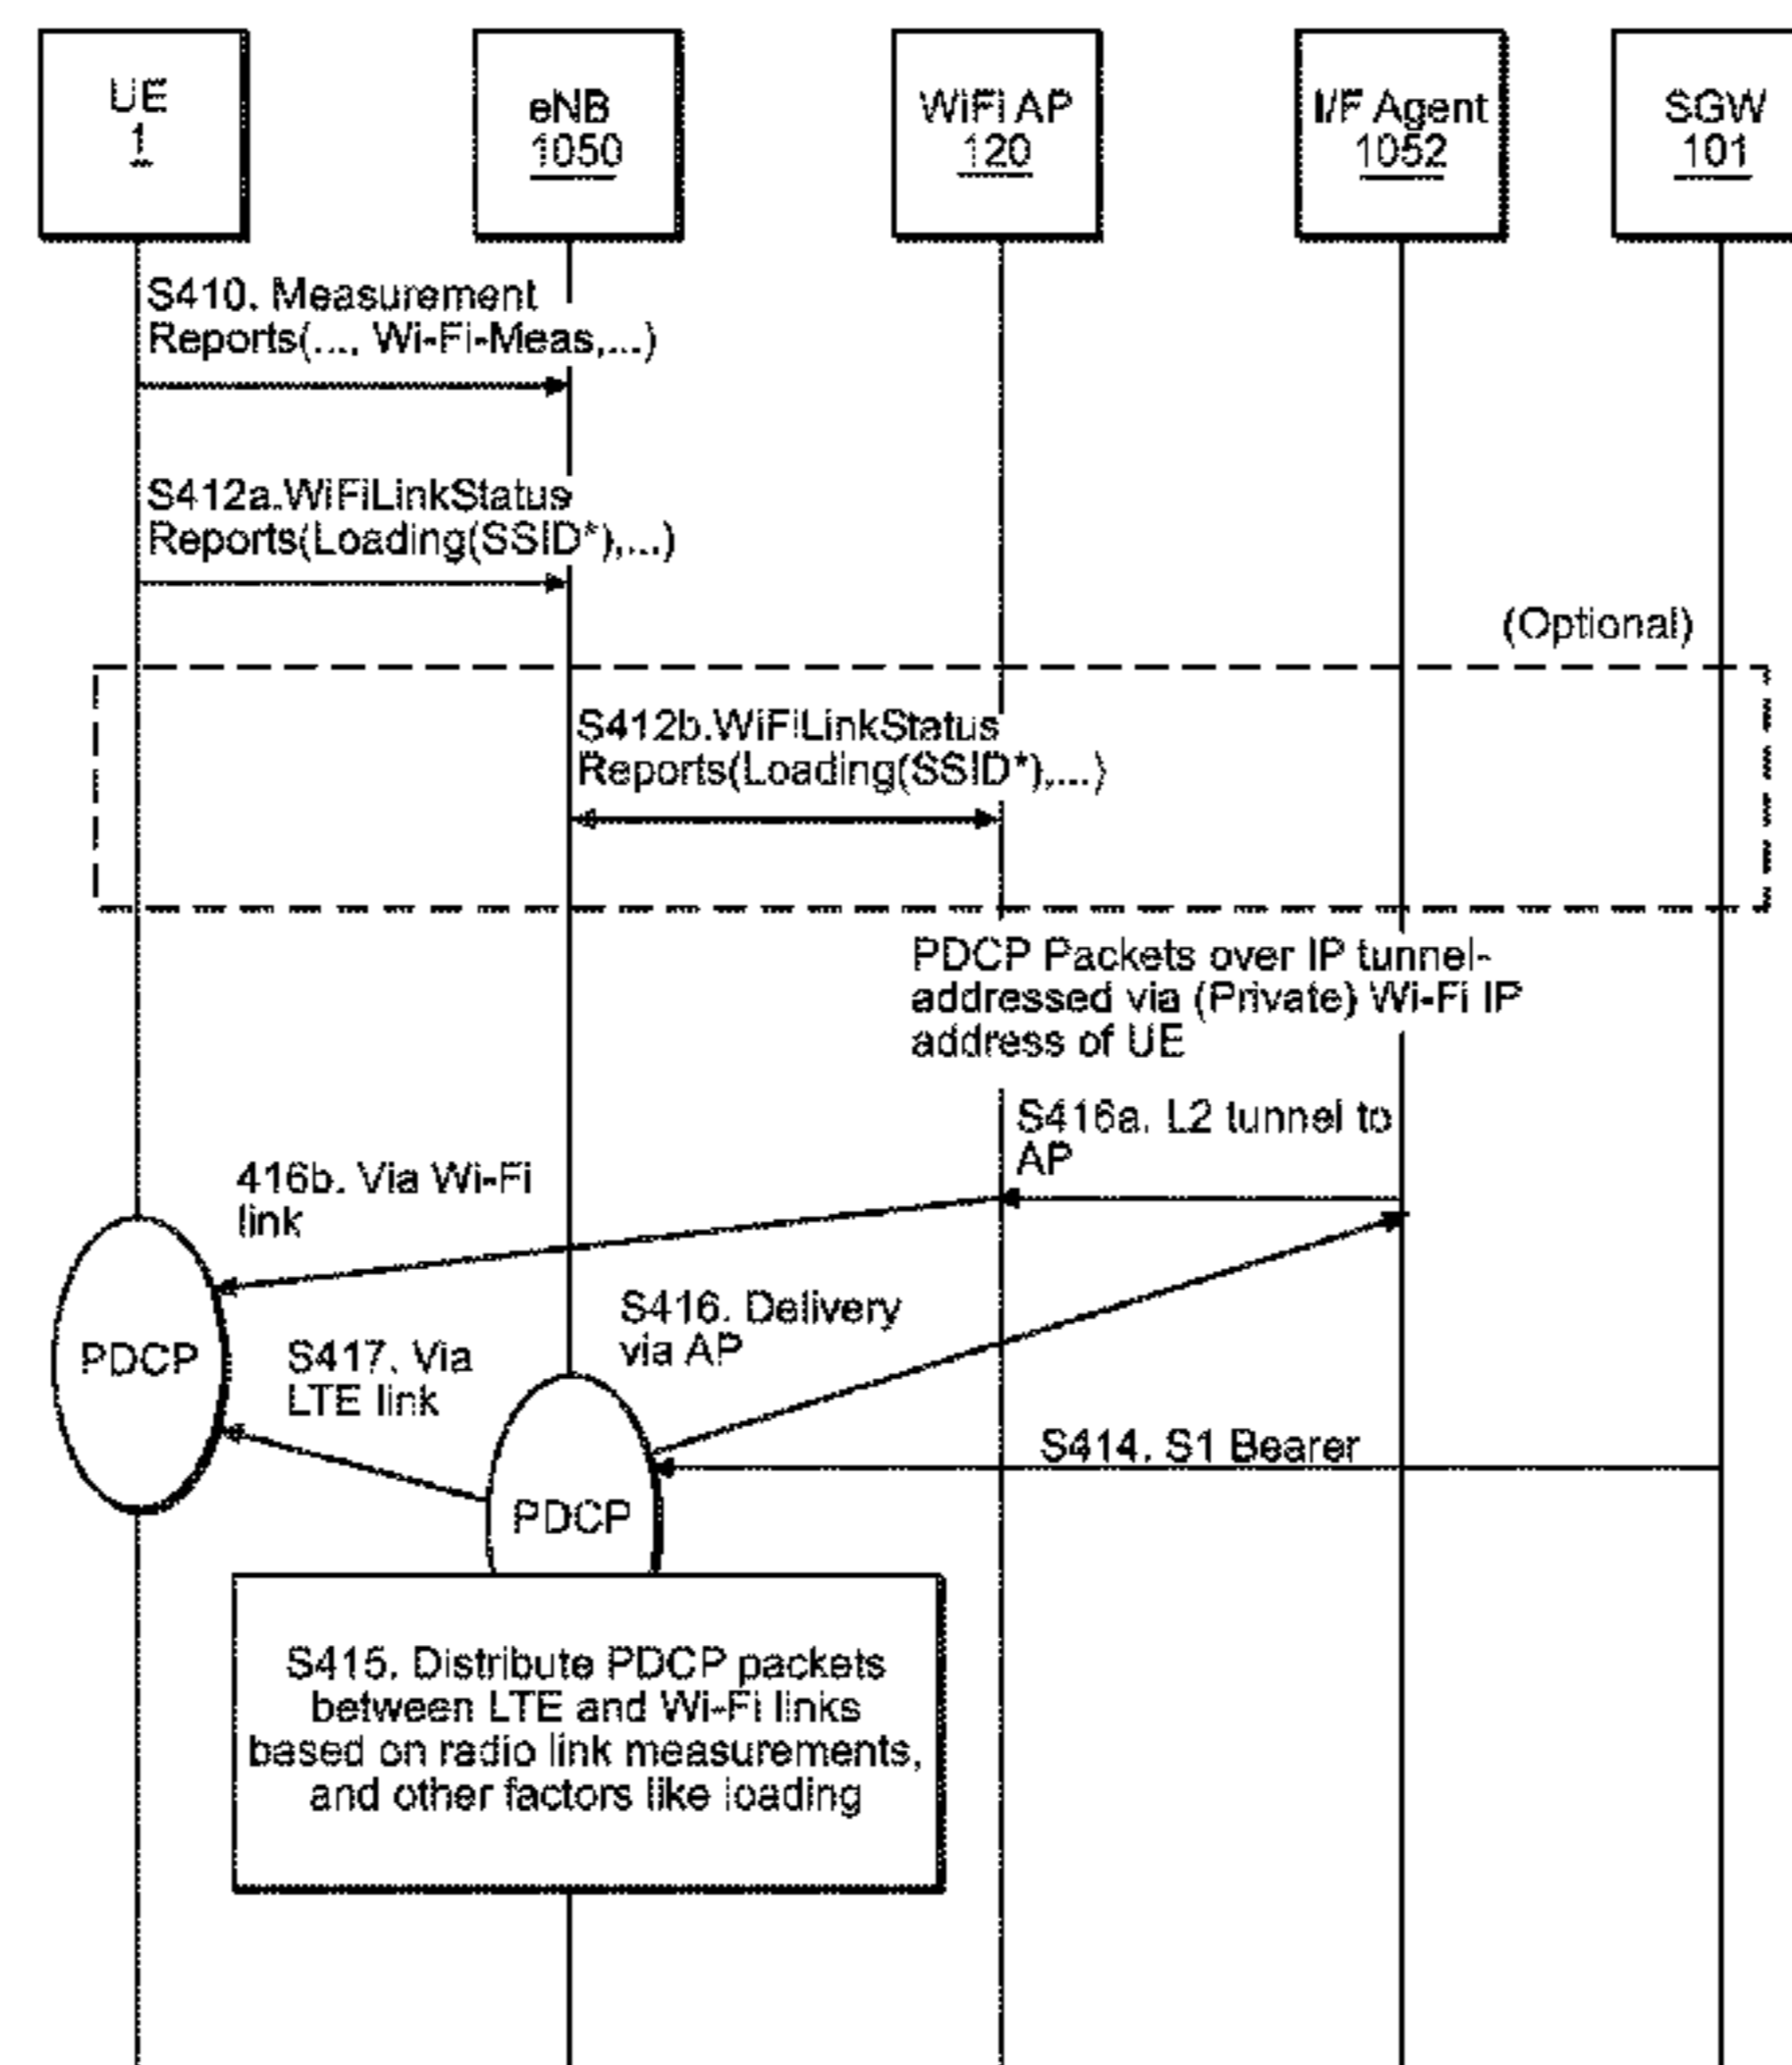 UE
1
eNB
1050
WiFi AP
120
I/F Agent
1052
SGW
101
S410. Measurement
Reports(..., Wi-Fi-Meas,...)
S412a.WiFiLinkStatus
Reports(Loading(SSID*),...)
(Optional)
S412b.WiFiLinkStatus
Reports(Loading(SSID*),...)
PDCP Packets over IP tunnel-
addressed via (Private) Wi-Fi IP
address of UE
S416a. L2 tunnel to
AP
416b. Via Wi-Fi
link
S416. Delivery
via AP
PDCP
S417. Via
LTE link
S414. S1 Bearer
PDCP
S415. Distribute PDCP packets
between LTE and Wi-Fi links
based on radio link measurements,
and other factors like loading